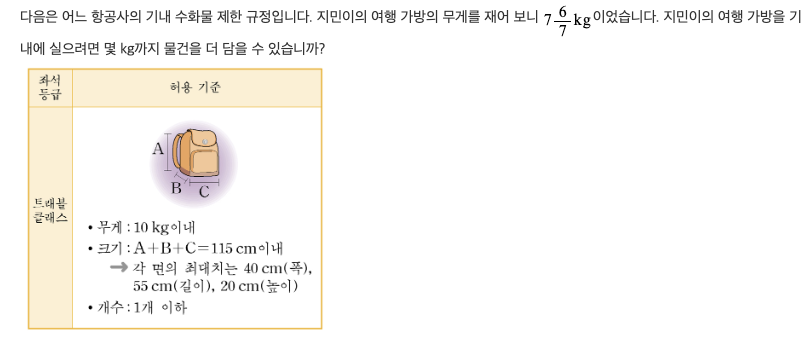 다음은 어느 항공사의 기내 수화물 제한 규정입니다. 지민이의 여행 가방의 무게를 재어 보니 7 6/7 kg이었습니다. 지민이의 여행 가방을 기
내에 실으려면 몇 kg까지 물건을 더 담을 수 있습니까?
좌석
등급
허용 기준
트래블
클래스
A
B
C
• 무게 : 10 kg이내
• 크기 : A+B+C=115 cm이내
➔ 각 면의 최대치는 40 cm(폭),
55 cm(길이), 20 cm(높이)
• 개수 : 1개 이하